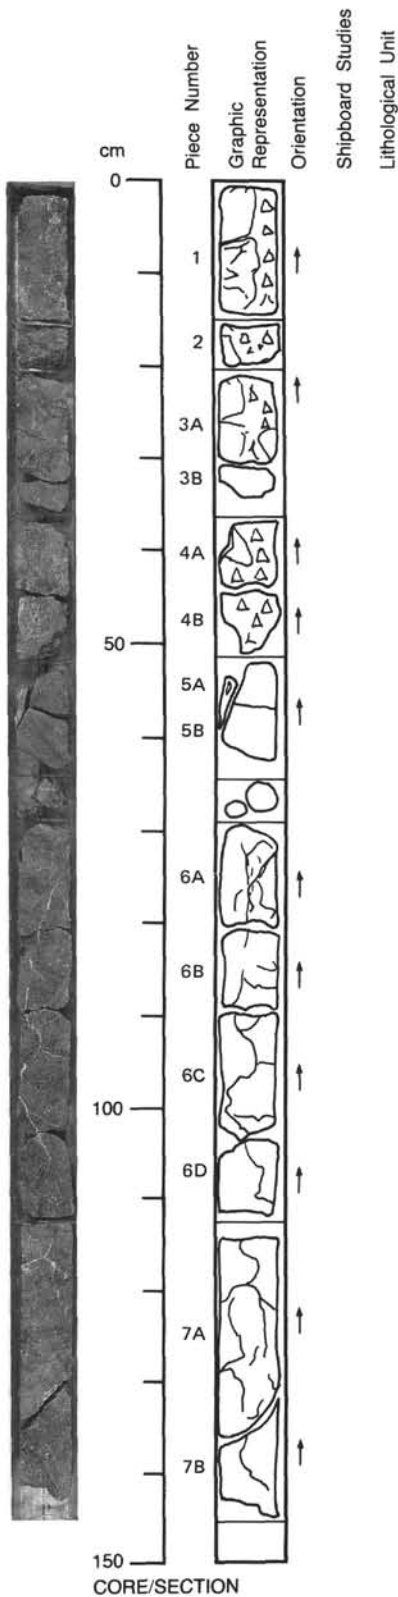 cm
Piece Number
Graphic
Representation
Orientation
Shipboard Studies
Lithological Unit
0
1
2
3A
3B
4A
4B
50
5A
5B
6A
6B
6C
100
6D
7A
7B
150
CORE/SECTION